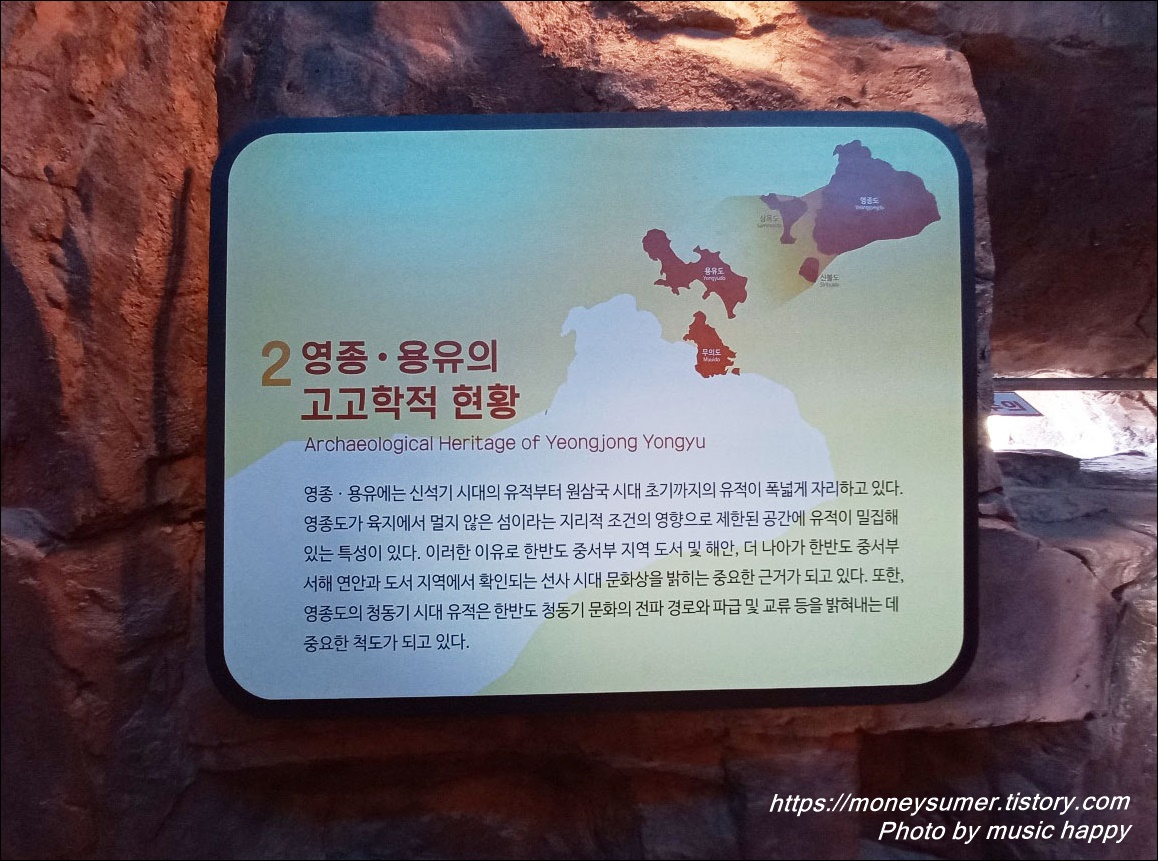 영종도
Yeongjongdo
삼목도
용유도
Yongyudo
신불도
Sinbuldo
무의도
Muuido
2 영종·용유의
고고학적 현황
Archaeological Heritage of Yeongjong Yongyu
영종·용유에는 신석기 시대의 유적부터 원삼국 시대 초기까지의 유적이 폭넓게 자리하고 있다.
영종도가 육지에서 멀지 않은 섬이라는 지리적 조건의 영향으로 제한된 공간에 유적이 밀집해
있는 특성이 있다. 이러한 이유로 한반도 중서부 지역 도서 및 해안, 더 나아가 한반도 중서부
서해 연안과 도서 지역에서 확인되는 선사 시대 문화상을 밝히는 중요한 근거가 되고 있다. 또한,
영종도의 청동기 시대 유적은 한반도 청동기 문화의 전파 경로와 파급 및 교류 등을 밝혀내는 데
중요한 척도가 되고 있다.
https://moneysumer.tistory.com
Photo by music happy